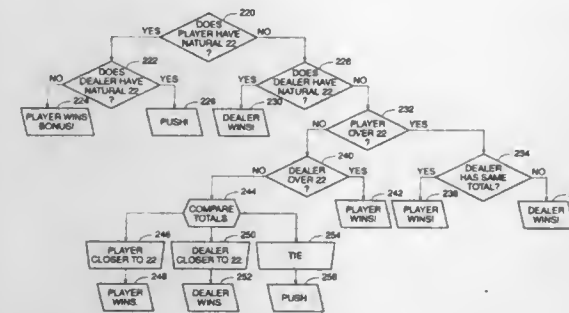 220
DOES
PLAYER HAVE
NATURAL 22
?
YES
NO
222
DOES
DEALER HAVE
NATURAL 22
?
NO
YES
226
DOES
DEALER HAVE
NATURAL 22
?
YES
NO
224
PLAYER WINS
BONUS!
226
PUSH!
230
DEALER
WINS!
232
PLAYER
OVER 22
?
NO
YES
240
DEALER
OVER 22
?
NO
YES
234
DEALER
HAS SAME
TOTAL?
YES
NO
244
COMPARE
TOTALS
242
PLAYER
WINS!
238
PLAYER
WINS!
DEALER
WINS!
246
PLAYER
CLOSER TO 22
250
DEALER
CLOSER TO 22
254
TIE
248
PLAYER
WINS
252
DEALER
WINS
256
PUSH